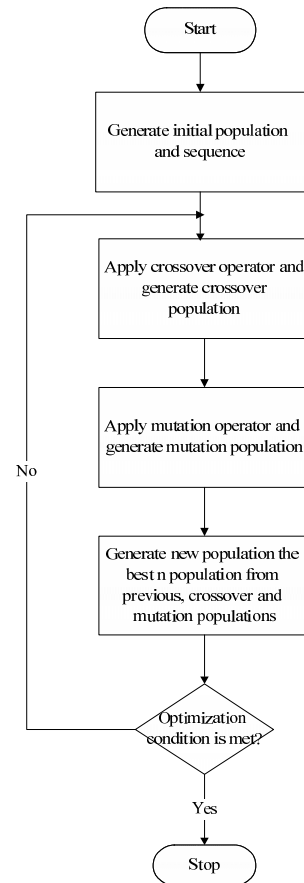 Start
Generate initial population
and sequence
Apply crossover operator and
generate crossover
population
Apply mutation operator and
generate mutation population
No
Generate new population the
best n population from
previous, crossover and
mutation populations
Optimization
condition is met?
Yes
Stop